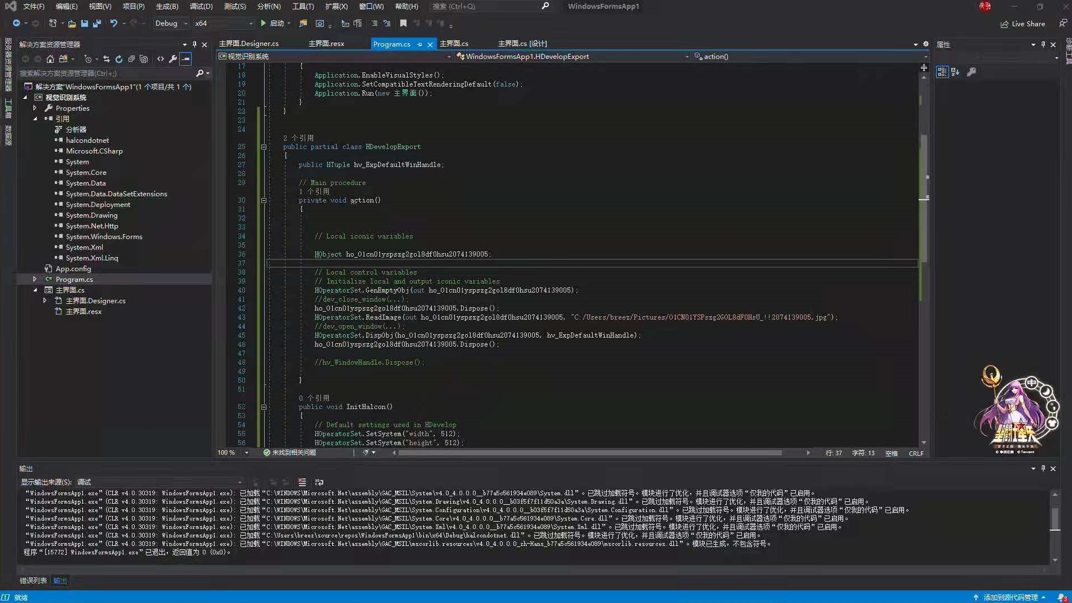 文件(F) 编辑(E) 视图(V) 项目(P) 生成(B) 调试(D) 测试(S) 分析(N) 工具(T) 扩展(X) 窗口(W) 帮助(H) 搜索 (Ctrl+Q) WindowsFormsApp1
Debug x64 启动 Live Share
解决方案资源管理器
搜索解决方案资源管理器(Ctrl+;)
解决方案"WindowsFormsApp1"(1 个项目/共 1 个)
视觉识别系统
Properties
引用
分析器
halcondotnet
Microsoft.CSharp
System
System.Core
System.Data
System.Data.DataSetExtensions
System.Deployment
System.Drawing
System.Net.Http
System.Windows.Forms
System.Xml
System.Xml.Linq
App.config
Program.cs
主界面.cs
主界面.Designer.cs
主界面.resx
主界面.Designer.cs 主界面.resx Program.cs 主界面.cs 主界面.cs [设计]
视觉识别系统 WindowsFormsApp1.HDevelopExport action()
17 {
18 Application.EnableVisualStyles();
19 Application.SetCompatibleTextRenderingDefault(false);
20 Application.Run(new 主界面());
21 }
22 }
23
24
2 个引用
25 public partial class HDevelopExport
26 {
27 public HTuple hv_ExpDefaultWinHandle;
28
29 // Main procedure
1 个引用
30 private void action()
31 {
32
33
34 // Local iconic variables
35
36 HObject ho_O1cn01yspszg2gol8df0hsu2074139005;
37
38 // Local control variables
39 // Initialize local and output iconic variables
40 HOperatorSet.GenEmptyObj(out ho_O1cn01yspszg2gol8df0hsu2074139005);
41 //dev_close_window(...);
42 ho_O1cn01yspszg2gol8df0hsu2074139005.Dispose();
43 HOperatorSet.ReadImage(out ho_O1cn01yspszg2gol8df0hsu2074139005, "C:/Users/breez/Pictures/O1CN01YSPszg2GOL8dF0HsU_!!2074139005.jpg");
44 //dev_open_window(...);
45 HOperatorSet.DispObj(ho_O1cn01yspszg2gol8df0hsu2074139005, hv_ExpDefaultWinHandle);
46 ho_O1cn01yspszg2gol8df0hsu2074139005.Dispose();
47
48 //hv_WindowHandle.Dispose();
49
50 }
51
0 个引用
52 public void InitHalcon()
53 {
54 // Default settings used in HDevelop
55 HOperatorSet.SetSystem("width", 512);
56 HOperatorSet.SetSystem("height", 512);
100 % 未找到相关问题 行: 37 字符: 13 空格 CRLF
属性
输出
显示输出来源(S): 调试
"WindowsFormsApp1.exe"(CLR v4.0.30319: WindowsFormsApp1.exe): 已加载"C:\WINDOWS\Microsoft.Net\assembly\GAC_MSIL\System\v4.0_4.0.0.0__b77a5c561934e089\System.dll"。已跳过加载符号。模块进行了优化,并且调试器选项"仅我的代码"已启用。
"WindowsFormsApp1.exe"(CLR v4.0.30319: WindowsFormsApp1.exe): 已加载"C:\WINDOWS\Microsoft.Net\assembly\GAC_MSIL\System.Drawing\v4.0_4.0.0.0__b03f5f7f11d50a3a\System.Drawing.dll"。已跳过加载符号。模块进行了优化,并且调试器选项"仅我的代码"已启用。
"WindowsFormsApp1.exe"(CLR v4.0.30319: WindowsFormsApp1.exe): 已加载"C:\WINDOWS\Microsoft.Net\assembly\GAC_MSIL\System.Configuration\v4.0_4.0.0.0__b03f5f7f11d50a3a\System.Configuration.dll"。已跳过加载符号。模块进行了优化,并且调试器选项"仅我的代码"已启用。
"WindowsFormsApp1.exe"(CLR v4.0.30319: WindowsFormsApp1.exe): 已加载"C:\WINDOWS\Microsoft.Net\assembly\GAC_MSIL\System.Core\v4.0_4.0.0.0__b77a5c561934e089\System.Core.dll"。已跳过加载符号。模块进行了优化,并且调试器选项"仅我的代码"已启用。
"WindowsFormsApp1.exe"(CLR v4.0.30319: WindowsFormsApp1.exe): 已加载"C:\WINDOWS\Microsoft.Net\assembly\GAC_MSIL\System.Xml\v4.0_4.0.0.0__b77a5c561934e089\System.Xml.dll"。已跳过加载符号。模块进行了优化,并且调试器选项"仅我的代码"已启用。
"WindowsFormsApp1.exe"(CLR v4.0.30319: WindowsFormsApp1.exe): 已加载"C:\Users\breez\source\repos\WindowsFormsApp1\bin\x64\Debug\halcondotnet.dll"。已跳过加载符号。模块进行了优化,并且调试器选项"仅我的代码"已启用。
"WindowsFormsApp1.exe"(CLR v4.0.30319: WindowsFormsApp1.exe): 已加载"C:\WINDOWS\Microsoft.Net\assembly\GAC_MSIL\mscorlib.resources\v4.0_4.0.0.0_zh-Hans_b77a5c561934e089\mscorlib.resources.dll"。模块已生成,不包含符号。
程序"[15772] WindowsFormsApp1.exe"已退出,返回值为 0 (0x0)。
错误列表 输出
就绪 添加到源代码管理